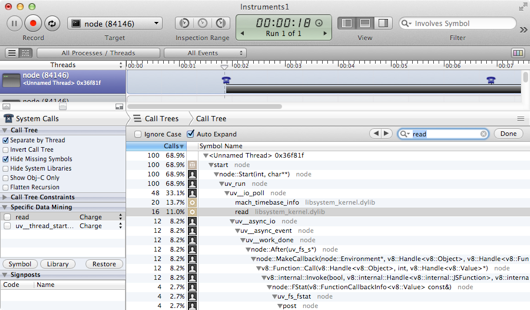 Instruments1
node (84146)
00:00:18
Run 1 of 1
Involves Symbol
Record
Target
Inspection Range
View
Filter
All Processes / Threads
All Events
Threads
00:00
00:01
00:02
00:03
00:04
00:05
00:06
00:07
node (84146)
<Unnamed Thread> 0x36f81f
node (84146)
System Calls
Call Trees
Call Tree
Call Tree
Separate by Thread
Invert Call Tree
Hide Missing Symbols
Hide System Libraries
Show Obj-C Only
Flatten Recursion
Call Tree Constraints
Specific Data Mining
read Charge
uv__thread_start... Charge
Symbol
Library
Restore
Signposts
Code Name
Ignore Case
Auto Expand
read
Done
Calls Symbol Name
100 68.9% <Unnamed Thread> 0x36f81f
100 68.9% start node
100 68.9% node::Start(int, char**) node
100 68.9% uv_run node
48 33.1% uv__io_poll node
20 13.7% mach_timebase_info libsystem_kernel.dylib
16 11.0% read libsystem_kernel.dylib
12 8.2% uv__async_io node
12 8.2% uv__async_event node
12 8.2% uv__work_done node
12 8.2% node::After(uv_fs_s*) node
12 8.2% node::MakeCallback(node::Environment*, v8::Handle<v8::Object>, v8::Handle<v8::Fun
12 8.2% v8::Function::Call(v8::Handle<v8::Object>, int, v8::Handle<v8::Value>*) node
12 8.2% v8::internal::Invoke(bool, v8::internal::Handle<v8::internal::JSFunction>, v8::internal::Handle
4 2.7% node::FStat(v8::FunctionCallbackInfo<v8::Value> const&) node
4 2.7% uv_fs_fstat node
4 2.7% post node